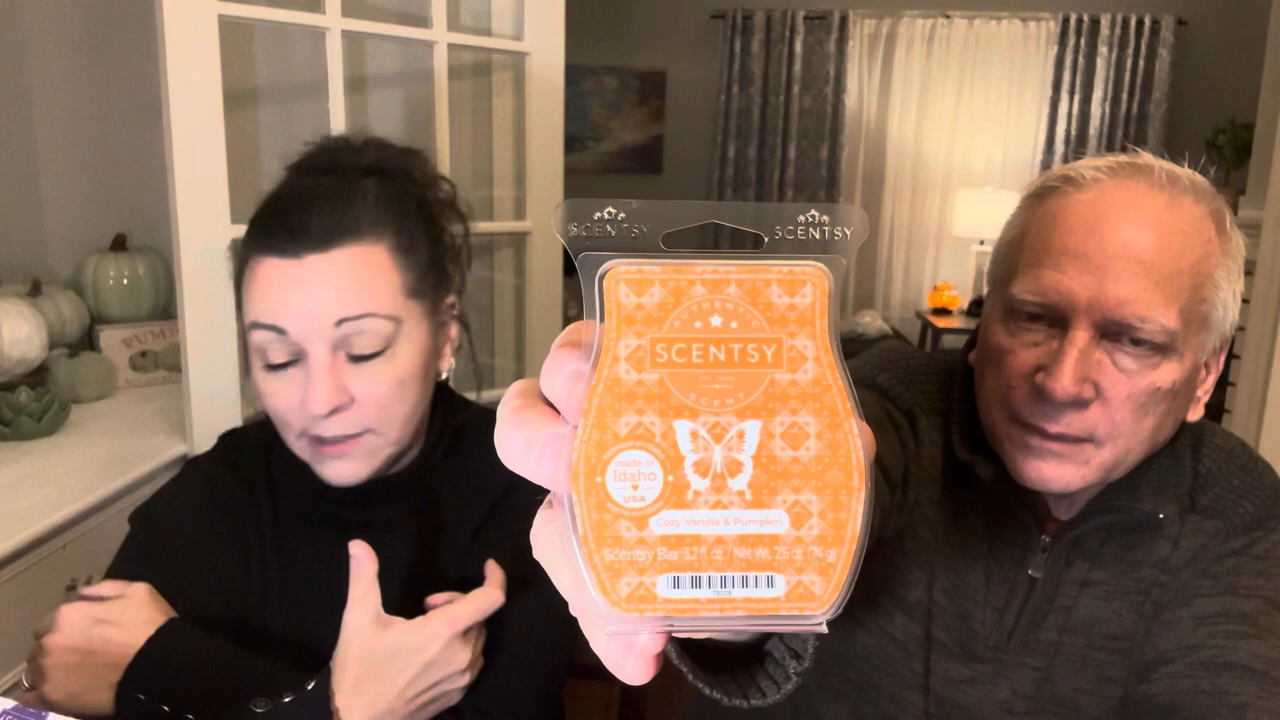 SCENTSY SCENTSY
AUTHENTIC
SCENTSY
SCENT
made in
Idaho
USA
Cozy Vanilla & Pumpkin
Scentsy Bar 3.2 fl. oz. / Net Wt. 2.6 oz. (74 g)